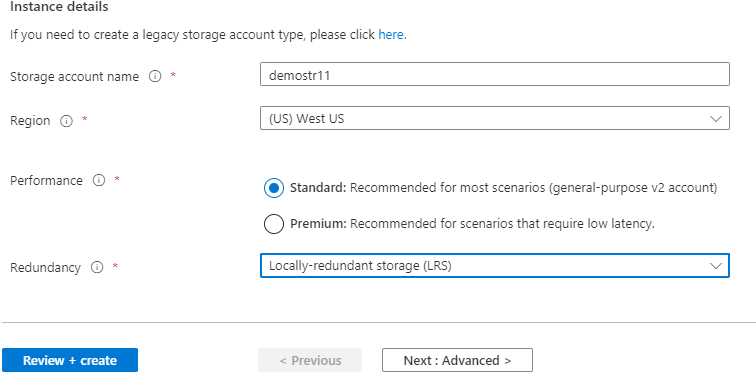 Instance details
If you need to create a legacy storage account type, please click here.
Storage account name * demostr11
Region * (US) West US
Performance * Standard: Recommended for most scenarios (general-purpose v2 account)
Premium: Recommended for scenarios that require low latency.
Redundancy * Locally-redundant storage (LRS)
Review + create < Previous Next : Advanced >